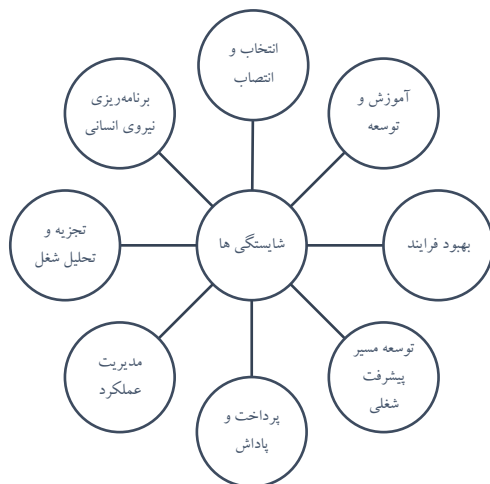 انتخاب و
انتصاب
آموزش و
توسعه
بهبود فرایند
توسعه مسیر
پیشرفت
شغلی
پرداخت و
پاداش
مدیریت
عملکرد
تجزیه و
تحلیل شغل
برنامه‌ریزی
نیروی انسانی
شایستگی ها